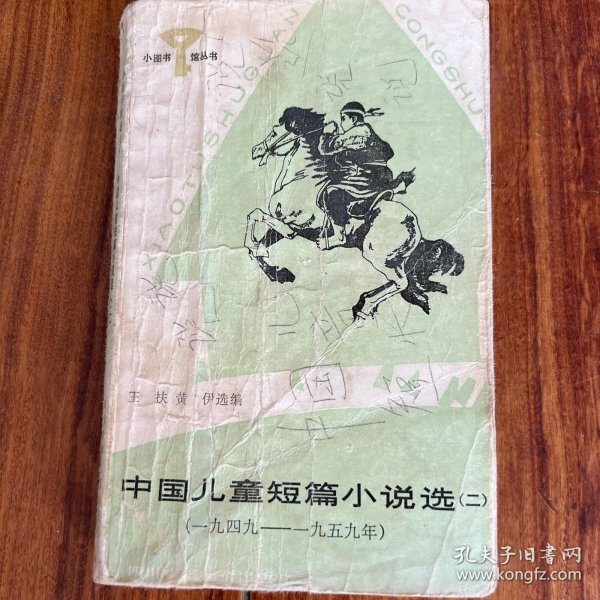 小图书馆丛书
XIAOTUSHUGUAN
CONGSHU
王扶 黄伊选编
中国儿童短篇小说选(二)
(一九四九——一九五九年)
中国
孔夫子旧书网
www.kongfz.com